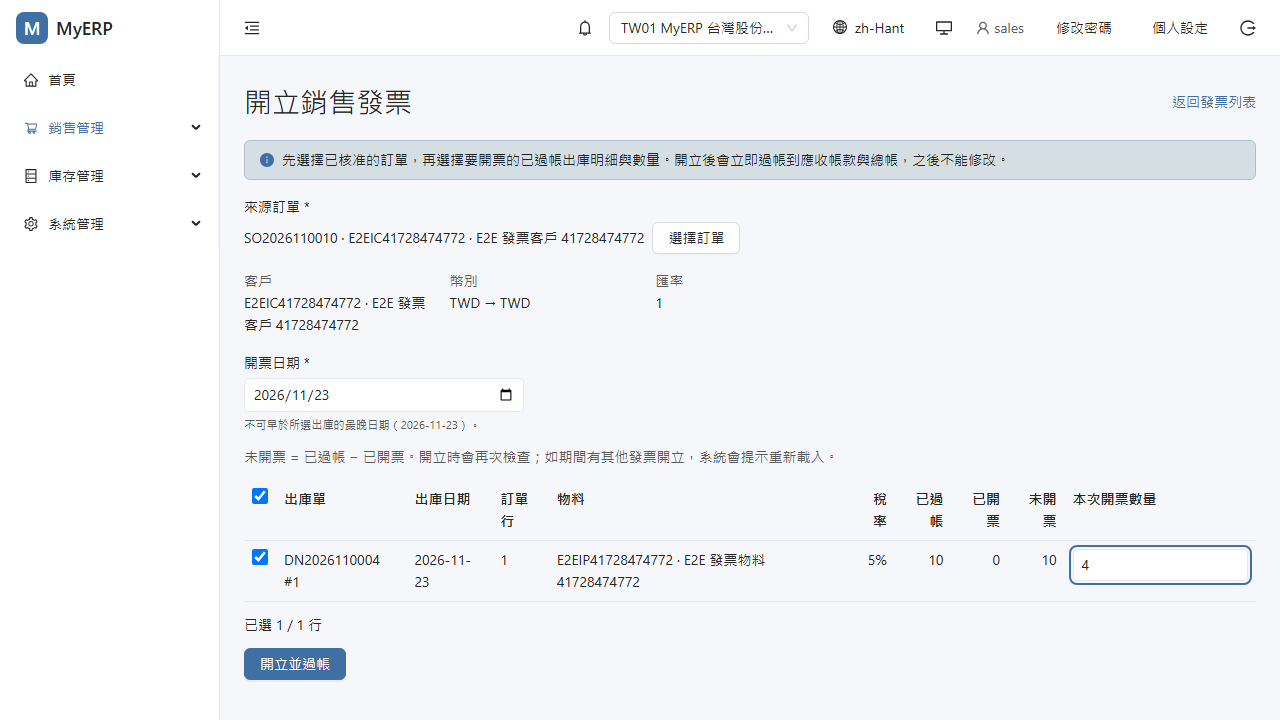 M MyERP
TW01 MyERP 台灣股份...
zh-Hant
sales
修改密碼
個人設定
首頁
銷售管理
庫存管理
系統管理
開立銷售發票
返回發票列表
先選擇已核准的訂單，再選擇要開票的已過帳出庫明細與數量。開立後會立即過帳到應收帳款與總帳，之後不能修改。
來源訂單 *
SO2026110010 · E2EIC41728474772 · E2E 發票客戶 41728474772
選擇訂單
客戶
幣別
匯率
E2EIC41728474772 · E2E 發票
客戶 41728474772
TWD → TWD
1
開票日期 *
2026/11/23
不可早於所選出庫的最晚日期（2026-11-23）。
未開票 = 已過帳 − 已開票。開立時會再次檢查；如期間有其他發票開立，系統會提示重新載入。
出庫單
出庫日期
訂單
行
物料
稅
率
已過
帳
已開
票
未開
票
本次開票數量
DN2026110004
#1
2026-11-
23
1
E2EIP41728474772 · E2E 發票物料
41728474772
5%
10
0
10
4
已選 1 / 1 行
開立並過帳